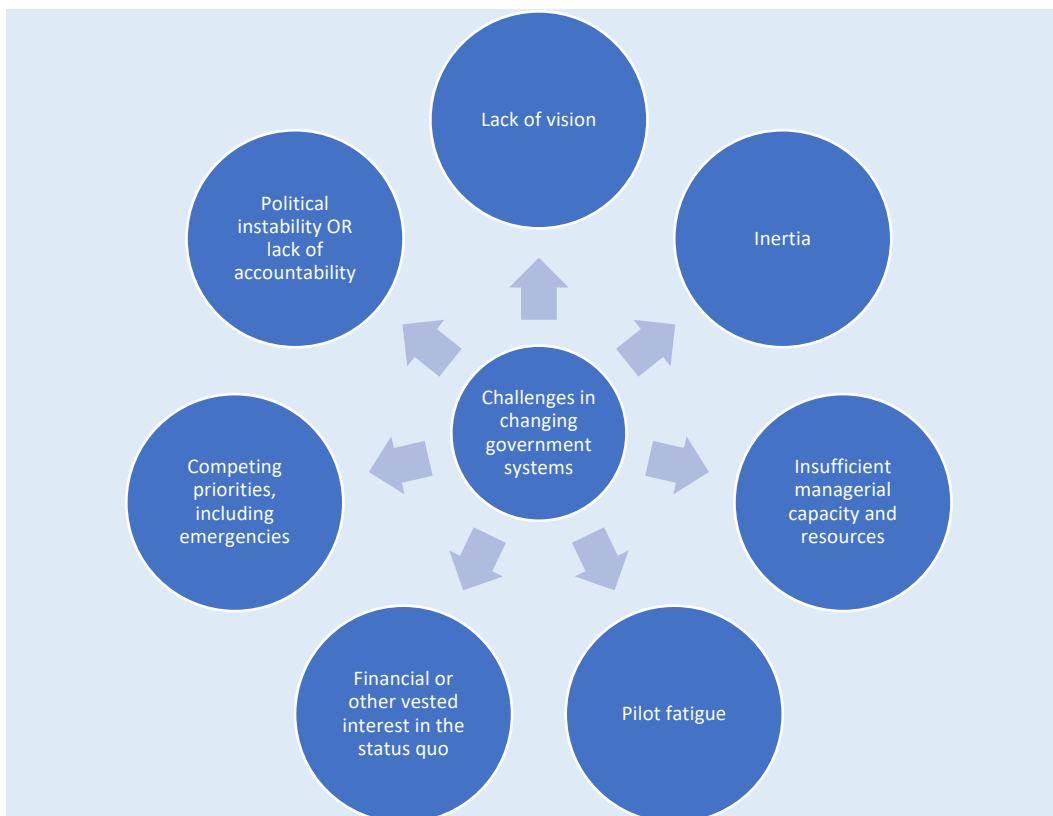 Lack of vision
Inertia
Insufficient
managerial
capacity and
resources
Pilot fatigue
Financial or
other vested
interest in the
status quo
Competing
priorities,
including
emergencies
Political
instability OR
lack of
accountability
Challenges in
changing
government
systems